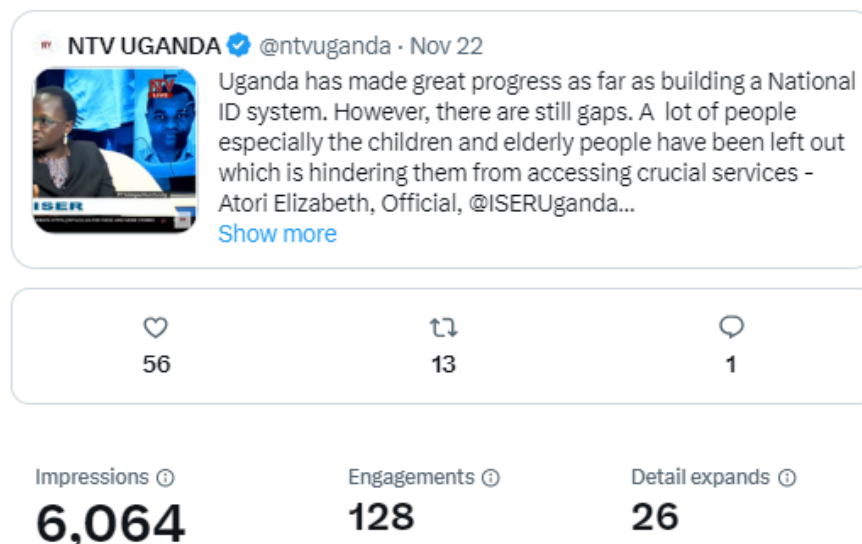 NTV UGANDA @ntvuganda · Nov 22
Uganda has made great progress as far as building a National
ID system. However, there are still gaps. A lot of people
especially the children and elderly people have been left out
which is hindering them from accessing crucial services -
Atori Elizabeth, Official, @ISERUganda...
Show more
NTV
LIVE
ISER
56
13
1
Impressions
Engagements
Detail expands
6,064
128
26